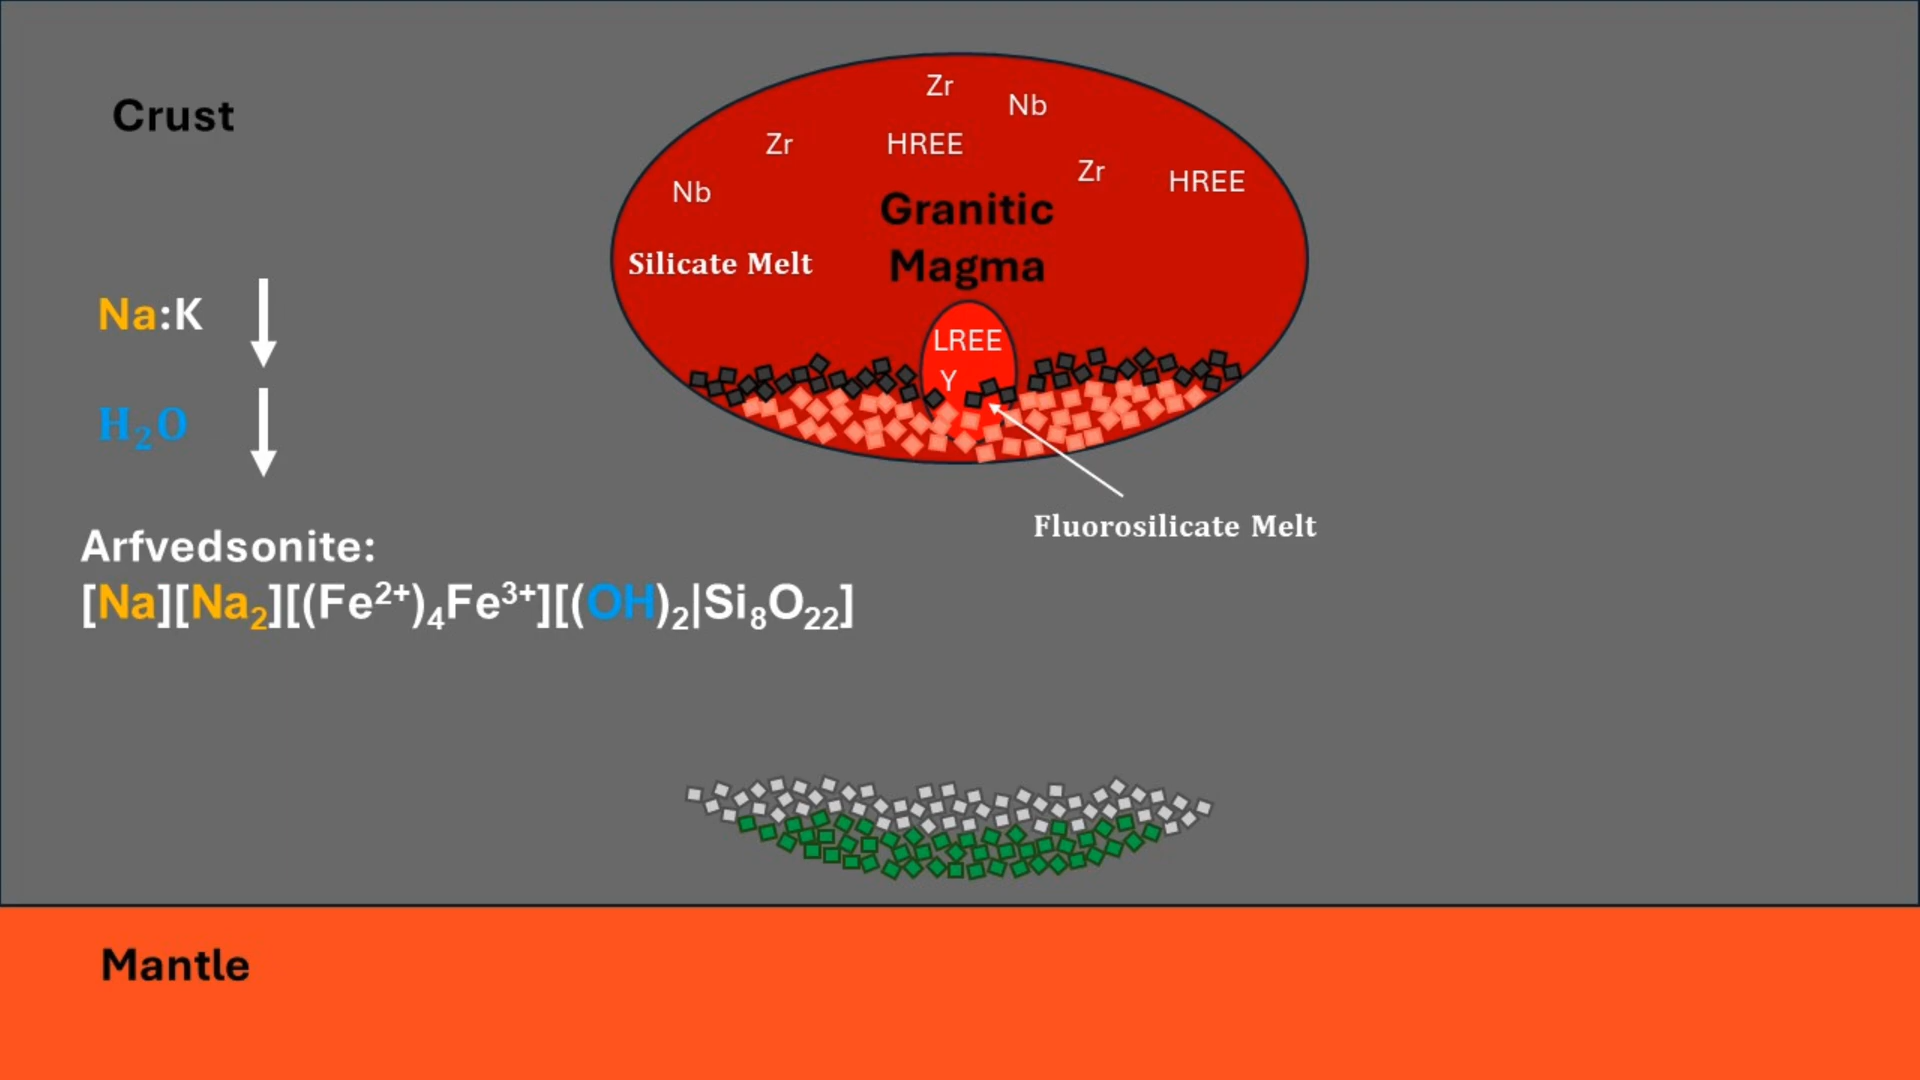 Crust
Zr
Nb
Zr
HREE
Zr
HREE
Nb
Granitic
Magma
Silicate Melt
Na:K
LREE
Y
H₂O
Fluorosilicate Melt
Arfvedsonite:
[Na][Na₂][(Fe²⁺)₄Fe³⁺][(OH)₂|Si₈O₂₂]
Mantle